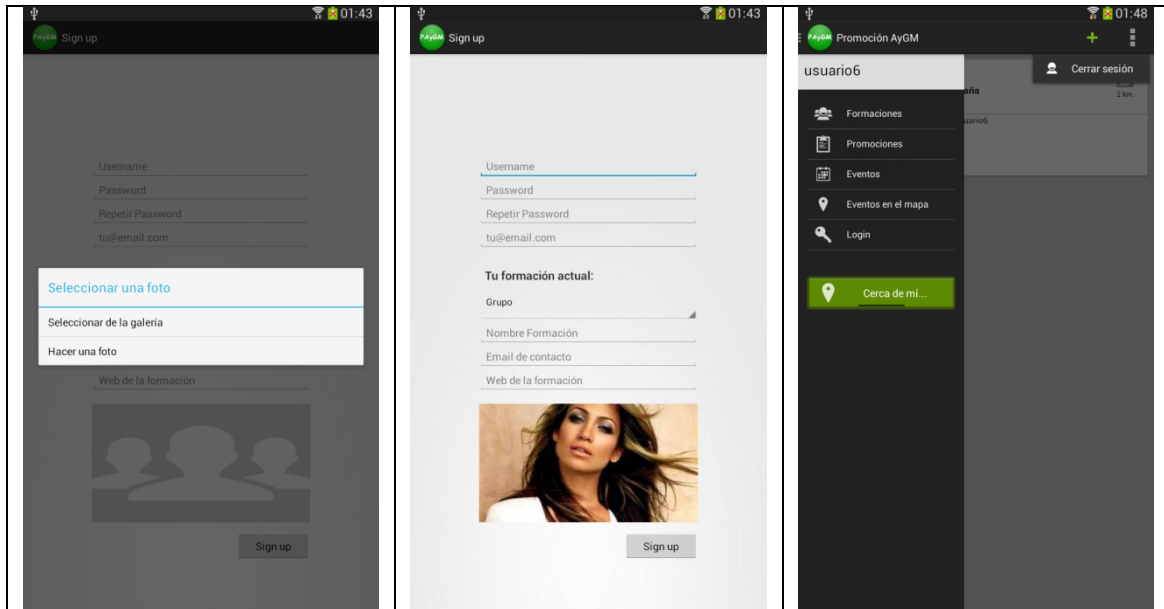 01:43
PAyGM Sign up
Username
Password
Repetir Password
tu@email.com
Seleccionar una foto
Seleccionar de la galería
Hacer una foto
Web de la formación
Sign up
01:43
PAyGM Sign up
Username
Password
Repetir Password
tu@email.com
Tu formación actual:
Grupo
Nombre Formación
Email de contacto
Web de la formación
Sign up
01:48
PAyGM Promoción AyGM
usuario6
Cerrar sesión
aña
2 km.
uario6
Formaciones
Promociones
Eventos
Eventos en el mapa
Login
Cerca de mí...